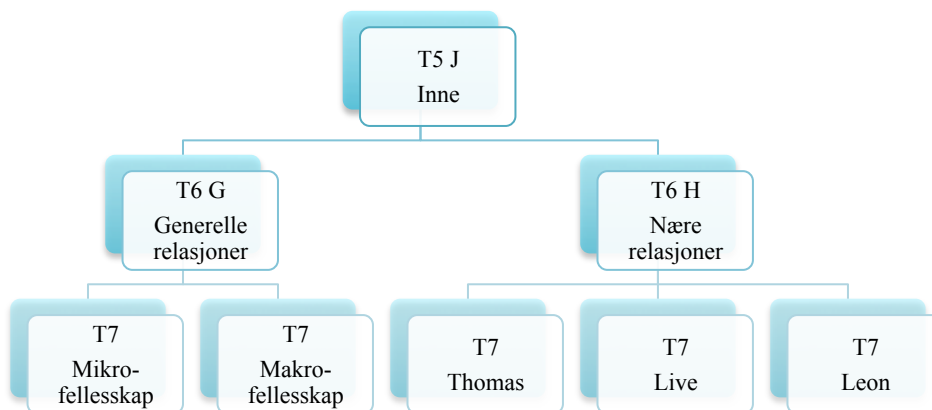 T5 J
Inne
T6 G
Generelle
relasjoner
T6 H
Nære
relasjoner
T7
Mikro-
fellesskap
T7
Makro-
fellesskap
T7
Thomas
T7
Live
T7
Leon